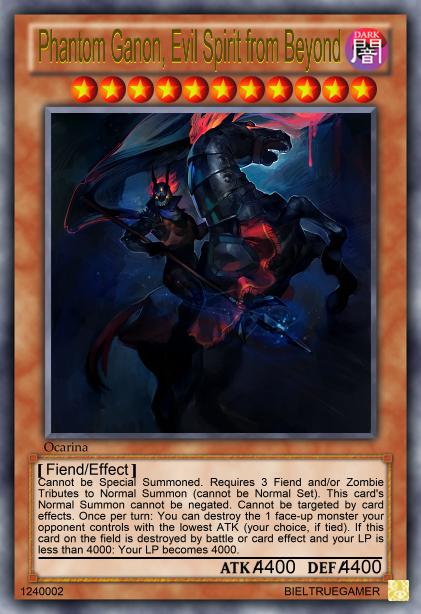 Phantom Ganon, Evil Spirit from Beyond
DARK
闇
Ocarina
[ Fiend/Effect ]
Cannot be Special Summoned. Requires 3 Fiend and/or Zombie
Tributes to Normal Summon (cannot be Normal Set). This card's
Normal Summon cannot be negated. Cannot be targeted by card
effects. Once per turn: You can destroy the 1 face-up monster your
opponent controls with the lowest ATK (your choice, if tied). If this
card on the field is destroyed by battle or card effect and your LP is
less than 4000: Your LP becomes 4000.
ATK/4400 DEF/4400
1240002
BIELTRUEGAMER